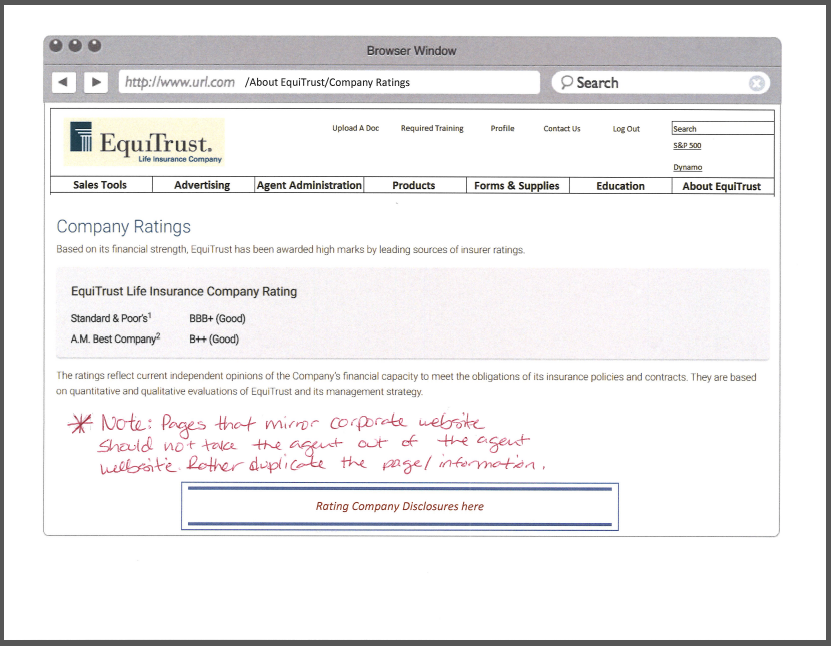 Browser Window
http://www.url.com /About EquiTrust/Company Ratings
Search
EquiTrust.
Life Insurance Company
Upload A Doc Required Training Profile Contact Us Log Out Search
S&P 500
Dynamo
Sales Tools Advertising Agent Administration Products Forms & Supplies Education About EquiTrust
Company Ratings
Based on its financial strength, EquiTrust has been awarded high marks by leading sources of insurer ratings.
EquiTrust Life Insurance Company Rating
Standard & Poor's¹ BBB+ (Good)
A.M. Best Company² B++ (Good)
The ratings reflect current independent opinions of the Company's financial capacity to meet the obligations of its insurance policies and contracts. They are based
on quantitative and qualitative evaluations of EquiTrust and its management strategy.
* Note: Pages that mirror corporate website
should not take the agent out of the agent
website. Rather duplicate the page/information.
Rating Company Disclosures here